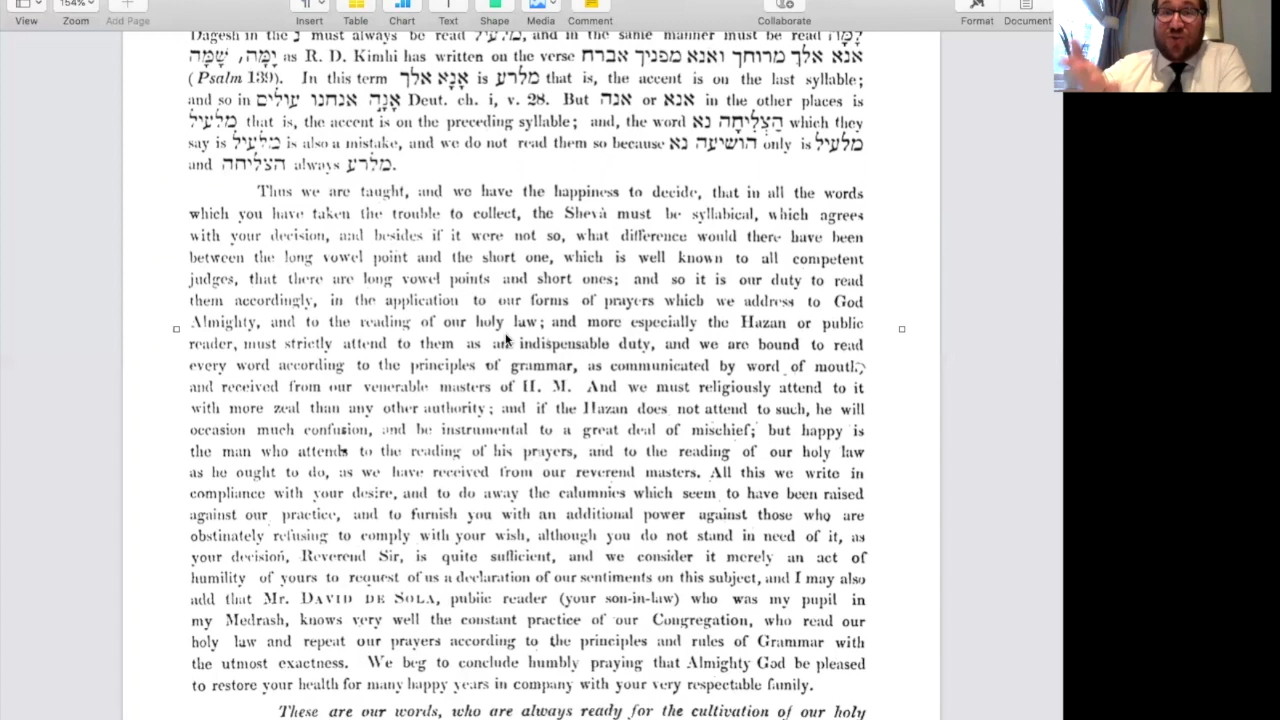 154%
View Zoom Add Page Insert Table Chart Text Shape Media Comment Collaborate Format Document
Dagesh in the נ must always be read מלעיל, and in the same manner must be read לָמָּה
יָמָּה, שָׁמָּה as R. D. Kimhi has written on the verse אנא אלך מרוחך ואנא מפניך אברח
(Psalm 139). In this term אָנָא אלך is מלרע that is, the accent is on the last syllable;
and so in אָנָה אנחנו עולים Deut. ch. i, v. 28. But אנה or אנא in the other places is
מלעיל that is, the accent is on the preceding syllable; and, the word הַצְלִיחָה נא which they
say is מלעיל is also a mistake, and we do not read them so because הושיעה נא only is מלעיל
and הצליחה always מלרע.
Thus we are taught, and we have the happiness to decide, that in all the words
which you have taken the trouble to collect, the Shevà must be syllabical, which agrees
with your decision, and besides if it were not so, what difference would there have been
between the long vowel point and the short one, which is well known to all competent
judges, that there are long vowel points and short ones; and so it is our duty to read
them accordingly, in the application to our forms of prayers which we address to God
Almighty, and to the reading of our holy law; and more especially the Hazan or public
reader, must strictly attend to them as an indispensable duty, and we are bound to read
every word according to the principles of grammar, as communicated by word of mouth,
and received from our venerable masters of H. M. And we must religiously attend to it
with more zeal than any other authority; and if the Hazan does not attend to such, he will
occasion much confusion, and be instrumental to a great deal of mischief; but happy is
the man who attends to the reading of his prayers, and to the reading of our holy law
as he ought to do, as we have received from our reverend masters. All this we write in
compliance with your desire, and to do away the calumnies which seem to have been raised
against our practice, and to furnish you with an additional power against those who are
obstinately refusing to comply with your wish, although you do not stand in need of it, as
your decision, Reverend Sir, is quite sufficient, and we consider it merely an act of
humility of yours to request of us a declaration of our sentiments on this subject, and I may also
add that Mr. DAVID DE SOLA, public reader (your son-in-law) who was my pupil in
my Medrash, knows very well the constant practice of our Congregation, who read our
holy law and repeat our prayers according to the principles and rules of Grammar with
the utmost exactness. We beg to conclude humbly praying that Almighty God be pleased
to restore your health for many happy years in company with your very respectable family.
These are our words, who are always ready for the cultivation of our holy